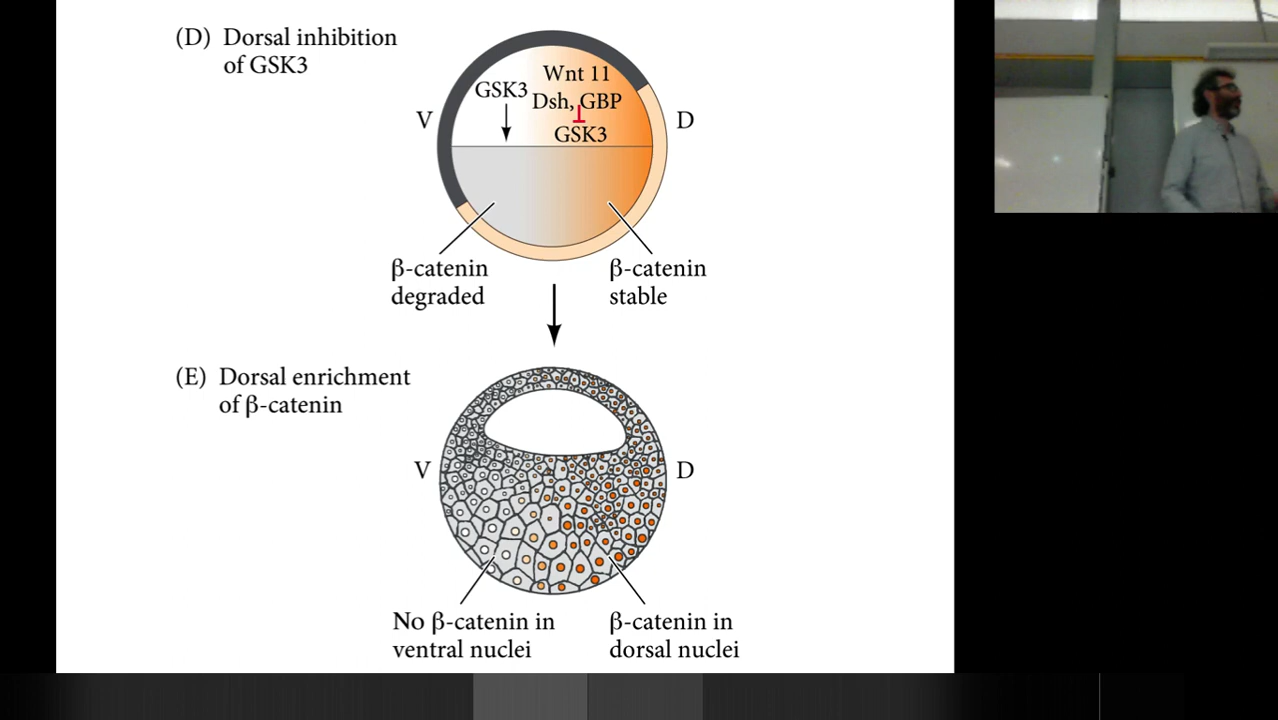 (D) Dorsal inhibition
of GSK3
Wnt 11
GSK3
Dsh, GBP
V
D
GSK3
β-catenin
degraded
β-catenin
stable
(E) Dorsal enrichment
of β-catenin
V
D
No β-catenin in
ventral nuclei
β-catenin in
dorsal nuclei